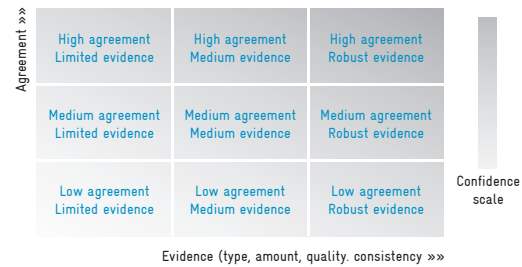 Agreement »»
High agreement
Limited evidence
High agreement
Medium evidence
High agreement
Robust evidence
Medium agreement
Limited evidence
Medium agreement
Medium evidence
Medium agreement
Robust evidence
Low agreement
Limited evidence
Low agreement
Medium evidence
Low agreement
Robust evidence
Confidence
scale
Evidence (type, amount, quality. consistency »»